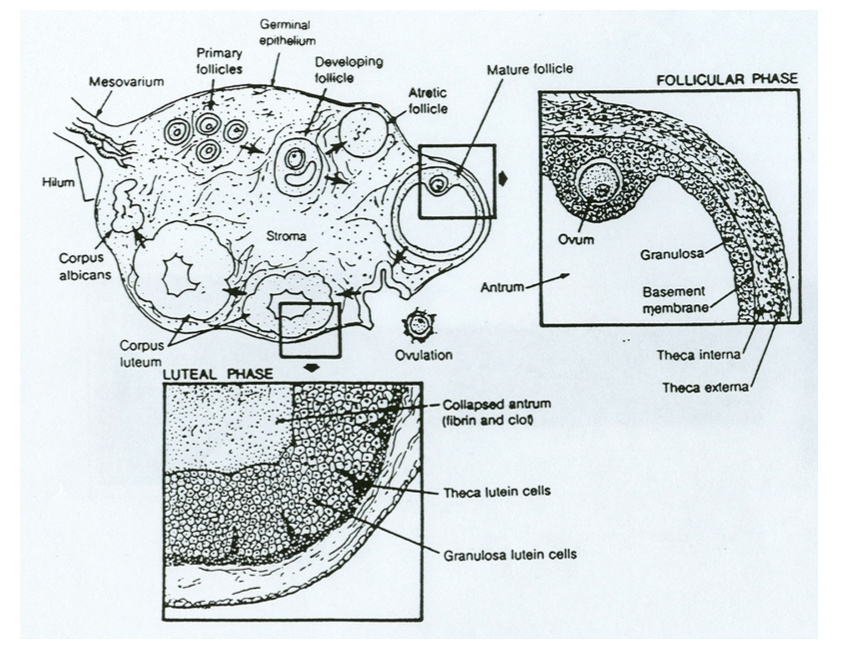 Germinal
epithelium
Primary
follicles
Developing
follicle
Mesovarium
Mature follicle
Atretic
follicle
FOLLICULAR PHASE
Hilum
Stroma
Corpus
albicans
Ovum
Granulosa
Antrum
Basement
membrane
Theca interna
Theca externa
Corpus
luteum
Ovulation
LUTEAL PHASE
Collapsed antrum
(fibrin and clot)
Theca lutein cells
Granulosa lutein cells